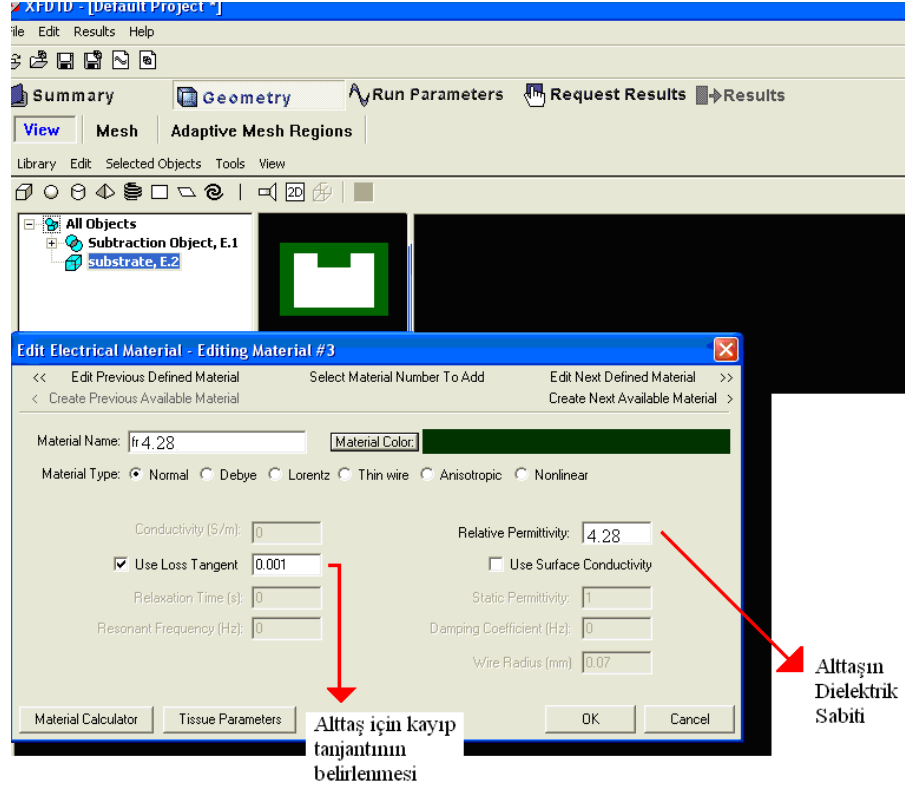 XFDTD - [Default Project *]
File Edit Results Help
Summary Geometry Run Parameters Request Results Results
View Mesh Adaptive Mesh Regions
Library Edit Selected Objects Tools View
2D
All Objects
Subtraction Object, E.1
substrate, E.2
Edit Electrical Material - Editing Material #3
<< Edit Previous Defined Material Select Material Number To Add Edit Next Defined Material >>
< Create Previous Available Material Create Next Available Material >
Material Name: fr4.28 Material Color:
Material Type: Normal Debye Lorentz Thin wire Anisotropic Nonlinear
Conductivity (S/m): 0 Relative Permittivity: 4.28
Use Loss Tangent 0.001 Use Surface Conductivity
Relaxation Time (s): 0 Static Permittivity: 1
Resonant Frequency (Hz): 0 Damping Coefficient (Hz): 0
Wire Radius (mm) 0.07
Alttaşın
Dielektrik
Sabiti
Material Calculator Tissue Parameters OK Cancel
Alttaş için kayıp
tanjantının
belirlenmesi